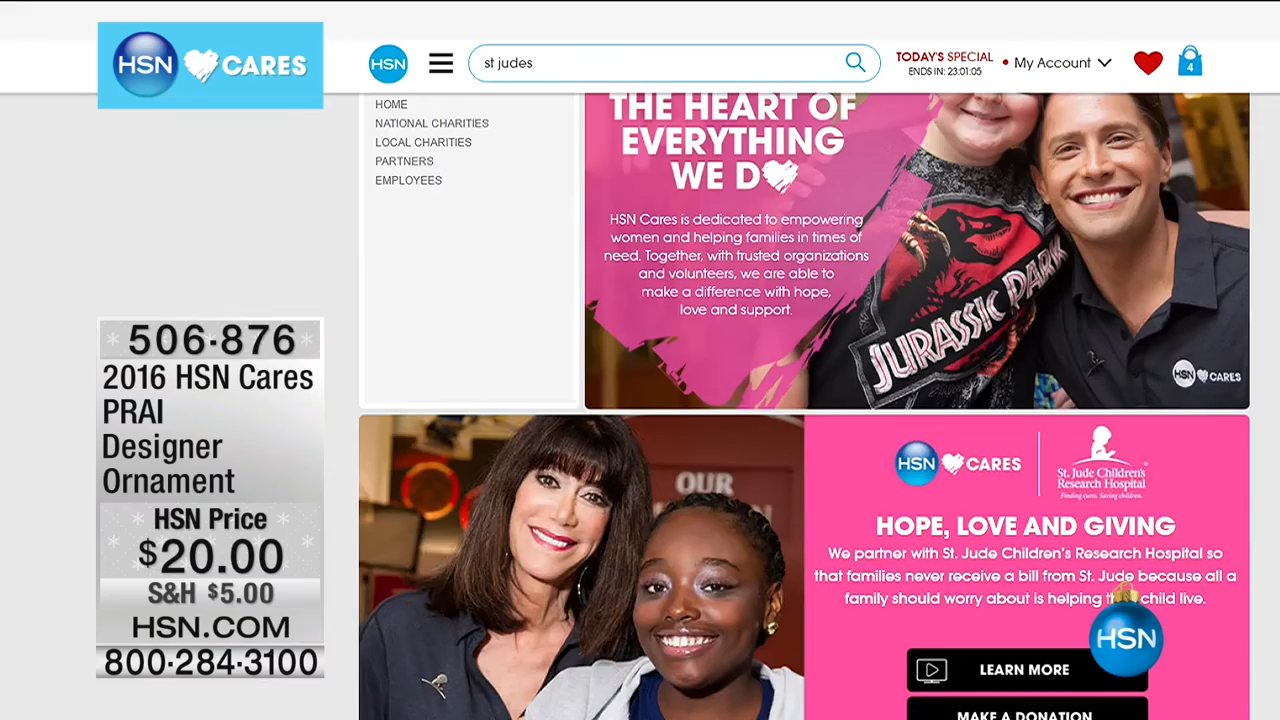 HSN CARES
HSN
st judes
TODAY'S SPECIAL
ENDS IN: 23:01:05
My Account
4
HOME
NATIONAL CHARITIES
LOCAL CHARITIES
PARTNERS
EMPLOYEES
THE HEART OF
EVERYTHING
WE D
HSN Cares is dedicated to empowering
women and helping families in times of
need. Together, with trusted organizations
and volunteers, we are able to
make a difference with hope,
love and support.
JURASSIC PARK
HSN CARES
506·876
2016 HSN Cares
PRAI
Designer
Ornament
HSN Price
$20.00
S&H $5.00
HSN.COM
800·284·3100
OUR
HSN CARES
St. Jude Children's
Research Hospital
Finding cures. Saving children.
HOPE, LOVE AND GIVING
We partner with St. Jude Children's Research Hospital so
that families never receive a bill from St. Jude because all a
family should worry about is helping child live.
HSN
LEARN MORE
MAKE A DONATION